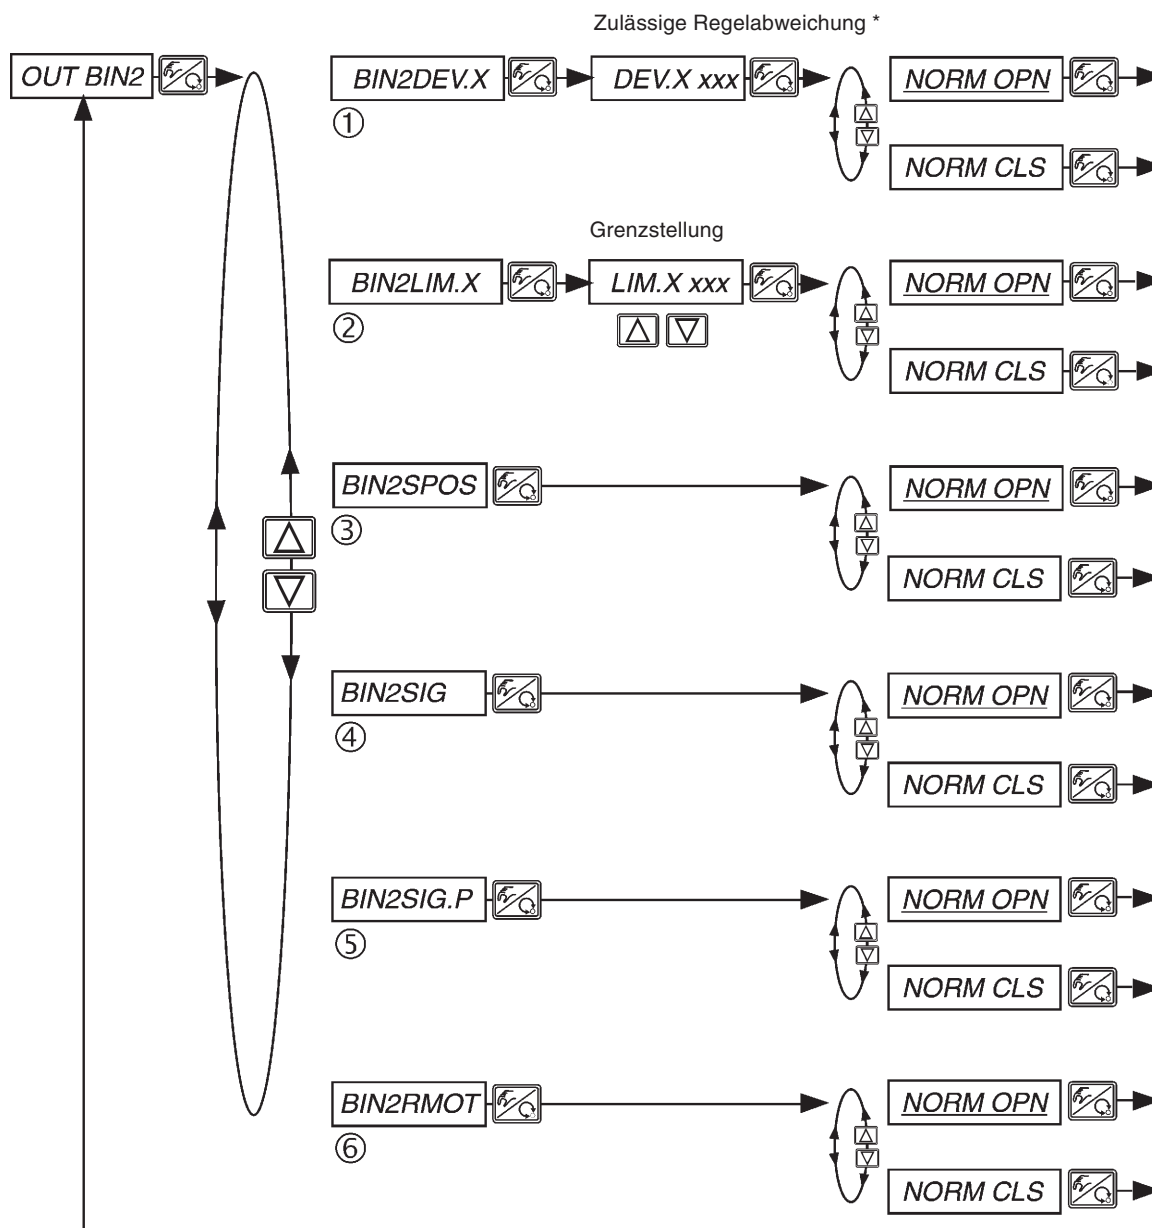 Zulässige Regelabweichung *
OUT BIN2
BIN2DEV.X
DEV.X xxx
NORM OPN
①
NORM CLS
Grenzstellung
BIN2LIM.X
LIM.X xxx
NORM OPN
②
NORM CLS
BIN2SPOS
NORM OPN
③
NORM CLS
BIN2SIG
NORM OPN
④
NORM CLS
BIN2SIG.P
NORM OPN
⑤
NORM CLS
BIN2RMOT
NORM OPN
⑥
NORM CLS